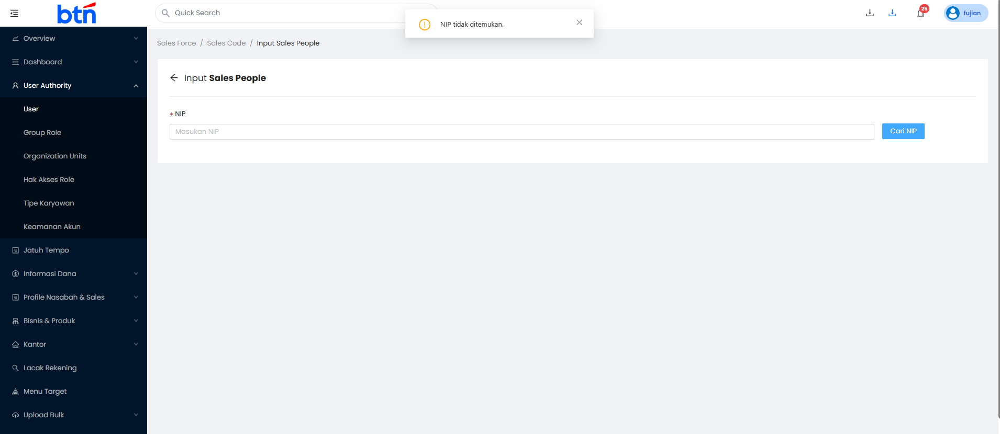 btn
Quick Search
NIP tidak ditemukan.
25
fujian
Overview
Dashboard
User Authority
User
Group Role
Organization Units
Hak Akses Role
Tipe Karyawan
Keamanan Akun
Jatuh Tempo
Informasi Dana
Profile Nasabah & Sales
Bisnis & Produk
Kantor
Lacak Rekening
Menu Target
Upload Bulk
Sales Force / Sales Code / Input Sales People
Input Sales People
* NIP
Masukan NIP
Cari NIP